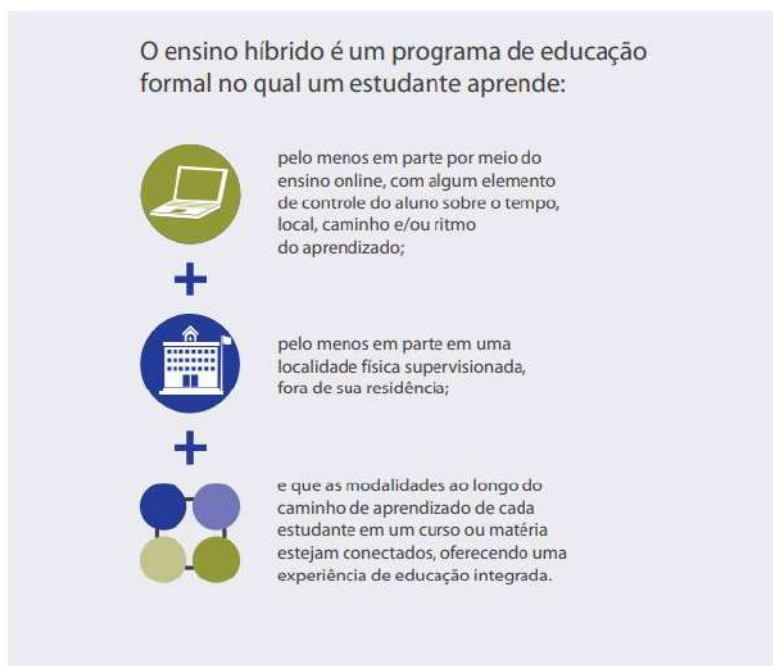 O ensino híbrido é um programa de educação
formal no qual um estudante aprende:
pelo menos em parte por meio do
ensino online, com algum elemento
de controle do aluno sobre o tempo,
local, caminho e/ou ritmo
do aprendizado;
+
pelo menos em parte em uma
localidade física supervisionada,
fora de sua residência;
+
e que as modalidades ao longo do
caminho de aprendizado de cada
estudante em um curso ou matéria
estejam conectados, oferecendo uma
experiência de educação integrada.